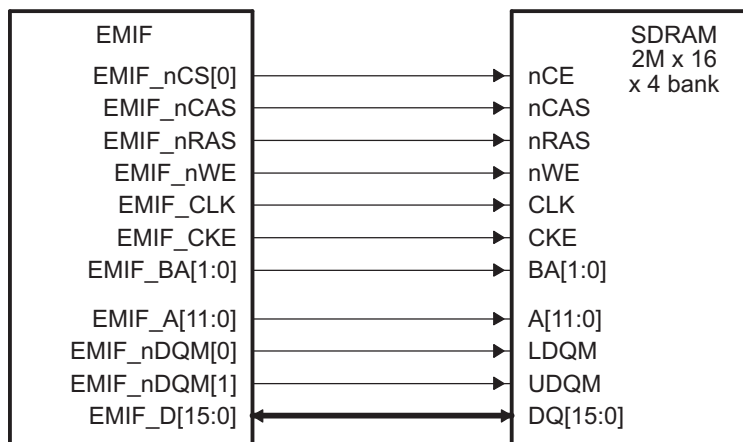 EMIF
EMIF_nCS[0]
EMIF_nCAS
EMIF_nRAS
EMIF_nWE
EMIF_CLK
EMIF_CKE
EMIF_BA[1:0]
EMIF_A[11:0]
EMIF_nDQM[0]
EMIF_nDQM[1]
EMIF_D[15:0]
SDRAM
2M x 16
x 4 bank
nCE
nCAS
nRAS
nWE
CLK
CKE
BA[1:0]
A[11:0]
LDQM
UDQM
DQ[15:0]